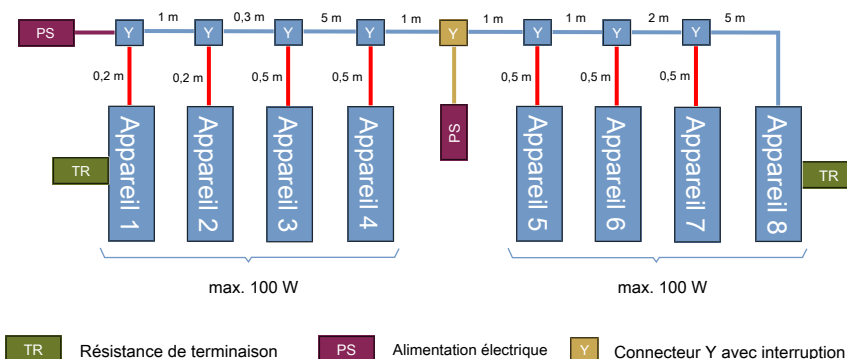 PS Y 1 m Y 0,3 m Y 5 m Y 1 m Y 1 m Y 1 m Y 2 m Y 5 m
0,2 m 0,2 m 0,5 m 0,5 m 0,5 m 0,5 m 0,5 m
PS
TR Appareil 1 Appareil 2 Appareil 3 Appareil 4 Appareil 5 Appareil 6 Appareil 7 Appareil 8 TR
max. 100 W max. 100 W
TR Résistance de terminaison PS Alimentation électrique Y Connecteur Y avec interruption